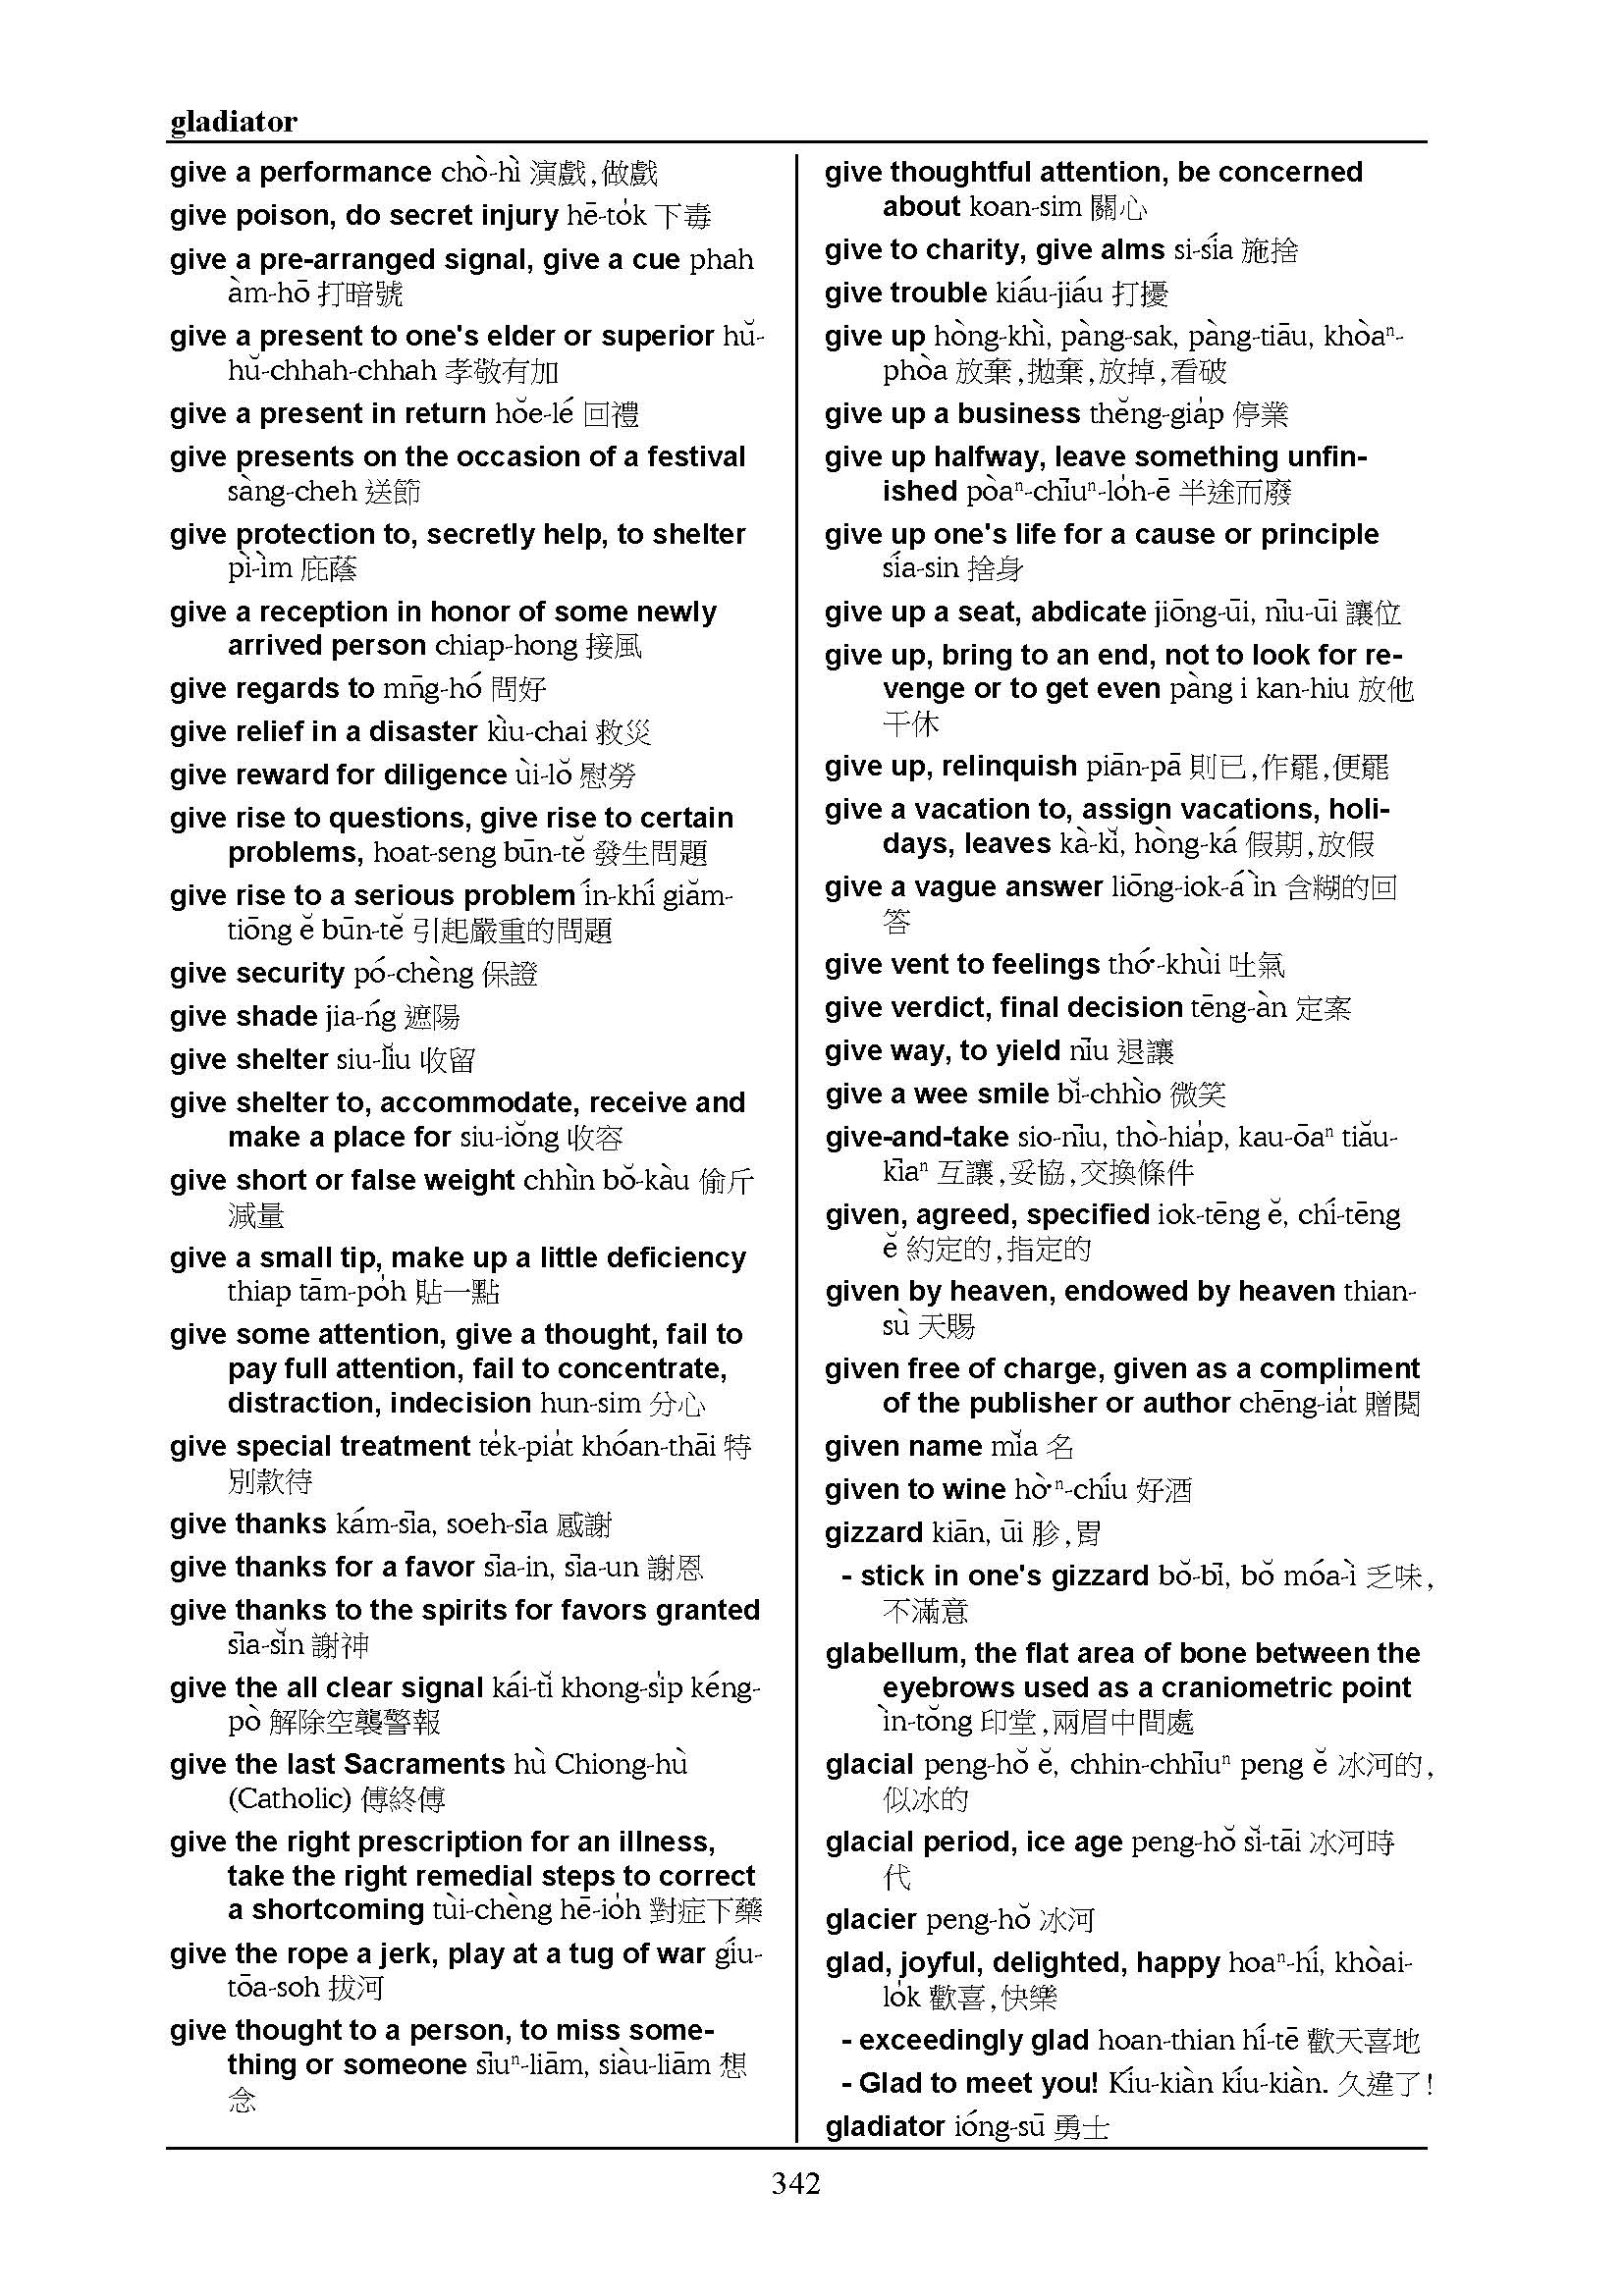 gladiator
give a performance chò-hì 演戲,做戲
give poison, do secret injury hē-to̍k 下毒
give a pre-arranged signal, give a cue phah
àm-hō 打暗號
give a present to one's elder or superior hŭ-
hŭ-chhah-chhah 孝敬有加
give a present in return hŏe-lé 回禮
give presents on the occasion of a festival
sàng-cheh 送節
give protection to, secretly help, to shelter
pì-ìm 庇蔭
give a reception in honor of some newly
arrived person chiap-hong 接風
give regards to mn̄g-hó 問好
give relief in a disaster kìu-chai 救災
give reward for diligence ùi-lŏ 慰勞
give rise to questions, give rise to certain
problems, hoat-seng būn-tĕ 發生問題
give rise to a serious problem ín-khí giăm-
tiōng ĕ būn-tĕ 引起嚴重的問題
give security pó-chèng 保證
give shade jia-ńg 遮陽
give shelter siu-lĭu 收留
give shelter to, accommodate, receive and
make a place for siu-iŏng 收容
give short or false weight chhìn bŏ-kàu 偷斤
減量
give a small tip, make up a little deficiency
thiap tām-po̍h 貼一點
give some attention, give a thought, fail to
pay full attention, fail to concentrate,
distraction, indecision hun-sim 分心
give special treatment te̍k-pia̍t khóan-thāi 特
別款待
give thanks kám-sīa, soeh-sīa 感謝
give thanks for a favor sīa-in, sīa-un 謝恩
give thanks to the spirits for favors granted
sīa-sĭn 謝神
give the all clear signal kái-tĭ khong-si̍p kéng-
pò 解除空襲警報
give the last Sacraments hù Chiong-hù
(Catholic) 傅終傅
give the right prescription for an illness,
take the right remedial steps to correct
a shortcoming tùi-chèng hē-io̍h 對症下藥
give the rope a jerk, play at a tug of war gíu-
tōa-soh 拔河
give thought to a person, to miss some-
thing or someone sīuⁿ-liām, siàu-liām 想
念
give thoughtful attention, be concerned
about koan-sim 關心
give to charity, give alms si-sía 施捨
give trouble kiáu-jiáu 打擾
give up hòng-khì, pàng-sak, pàng-tiāu, khòaⁿ-
phòa 放棄,拋棄,放掉,看破
give up a business thĕng-gia̍p 停業
give up halfway, leave something unfin-
ished pòaⁿ-chīuⁿ-lo̍h-ē 半途而廢
give up one's life for a cause or principle
sía-sin 捨身
give up a seat, abdicate jiōng-ūi, nīu-ūi 讓位
give up, bring to an end, not to look for re-
venge or to get even pàng i kan-hiu 放他
干休
give up, relinquish piān-pā 則已,作罷,便罷
give a vacation to, assign vacations, holi-
days, leaves kà-kĭ, hòng-ká 假期,放假
give a vague answer liōng-iok-á ìn 含糊的回
答
give vent to feelings thó͘-khùi 吐氣
give verdict, final decision tēng-àn 定案
give way, to yield nīu 退讓
give a wee smile bĭ-chhìo 微笑
give-and-take sio-nīu, thò-hia̍p, kau-ōaⁿ tiău-
kīaⁿ 互讓,妥協,交換條件
given, agreed, specified iok-tēng ĕ, chí-tēng
ĕ 約定的,指定的
given by heaven, endowed by heaven thian-
sù 天賜
given free of charge, given as a compliment
of the publisher or author chēng-ia̍t 贈閱
given name mĭa 名
given to wine hò͘ⁿ-chíu 好酒
gizzard kiān, ūi 胗,胃
- stick in one's gizzard bŏ-bī, bŏ móa-ì 乏味,
不滿意
glabellum, the flat area of bone between the
eyebrows used as a craniometric point
ìn-tŏng 印堂,兩眉中間處
glacial peng-hŏ ĕ, chhin-chhīuⁿ peng ĕ 冰河的,
似冰的
glacial period, ice age peng-hŏ sĭ-tāi 冰河時
代
glacier peng-hŏ 冰河
glad, joyful, delighted, happy hoaⁿ-hí, khòai-
lo̍k 歡喜,快樂
- exceedingly glad hoan-thian hí-tē 歡天喜地
- Glad to meet you! Kíu-kiàn kíu-kiàn. 久違了!
gladiator ióng-sū 勇士
342